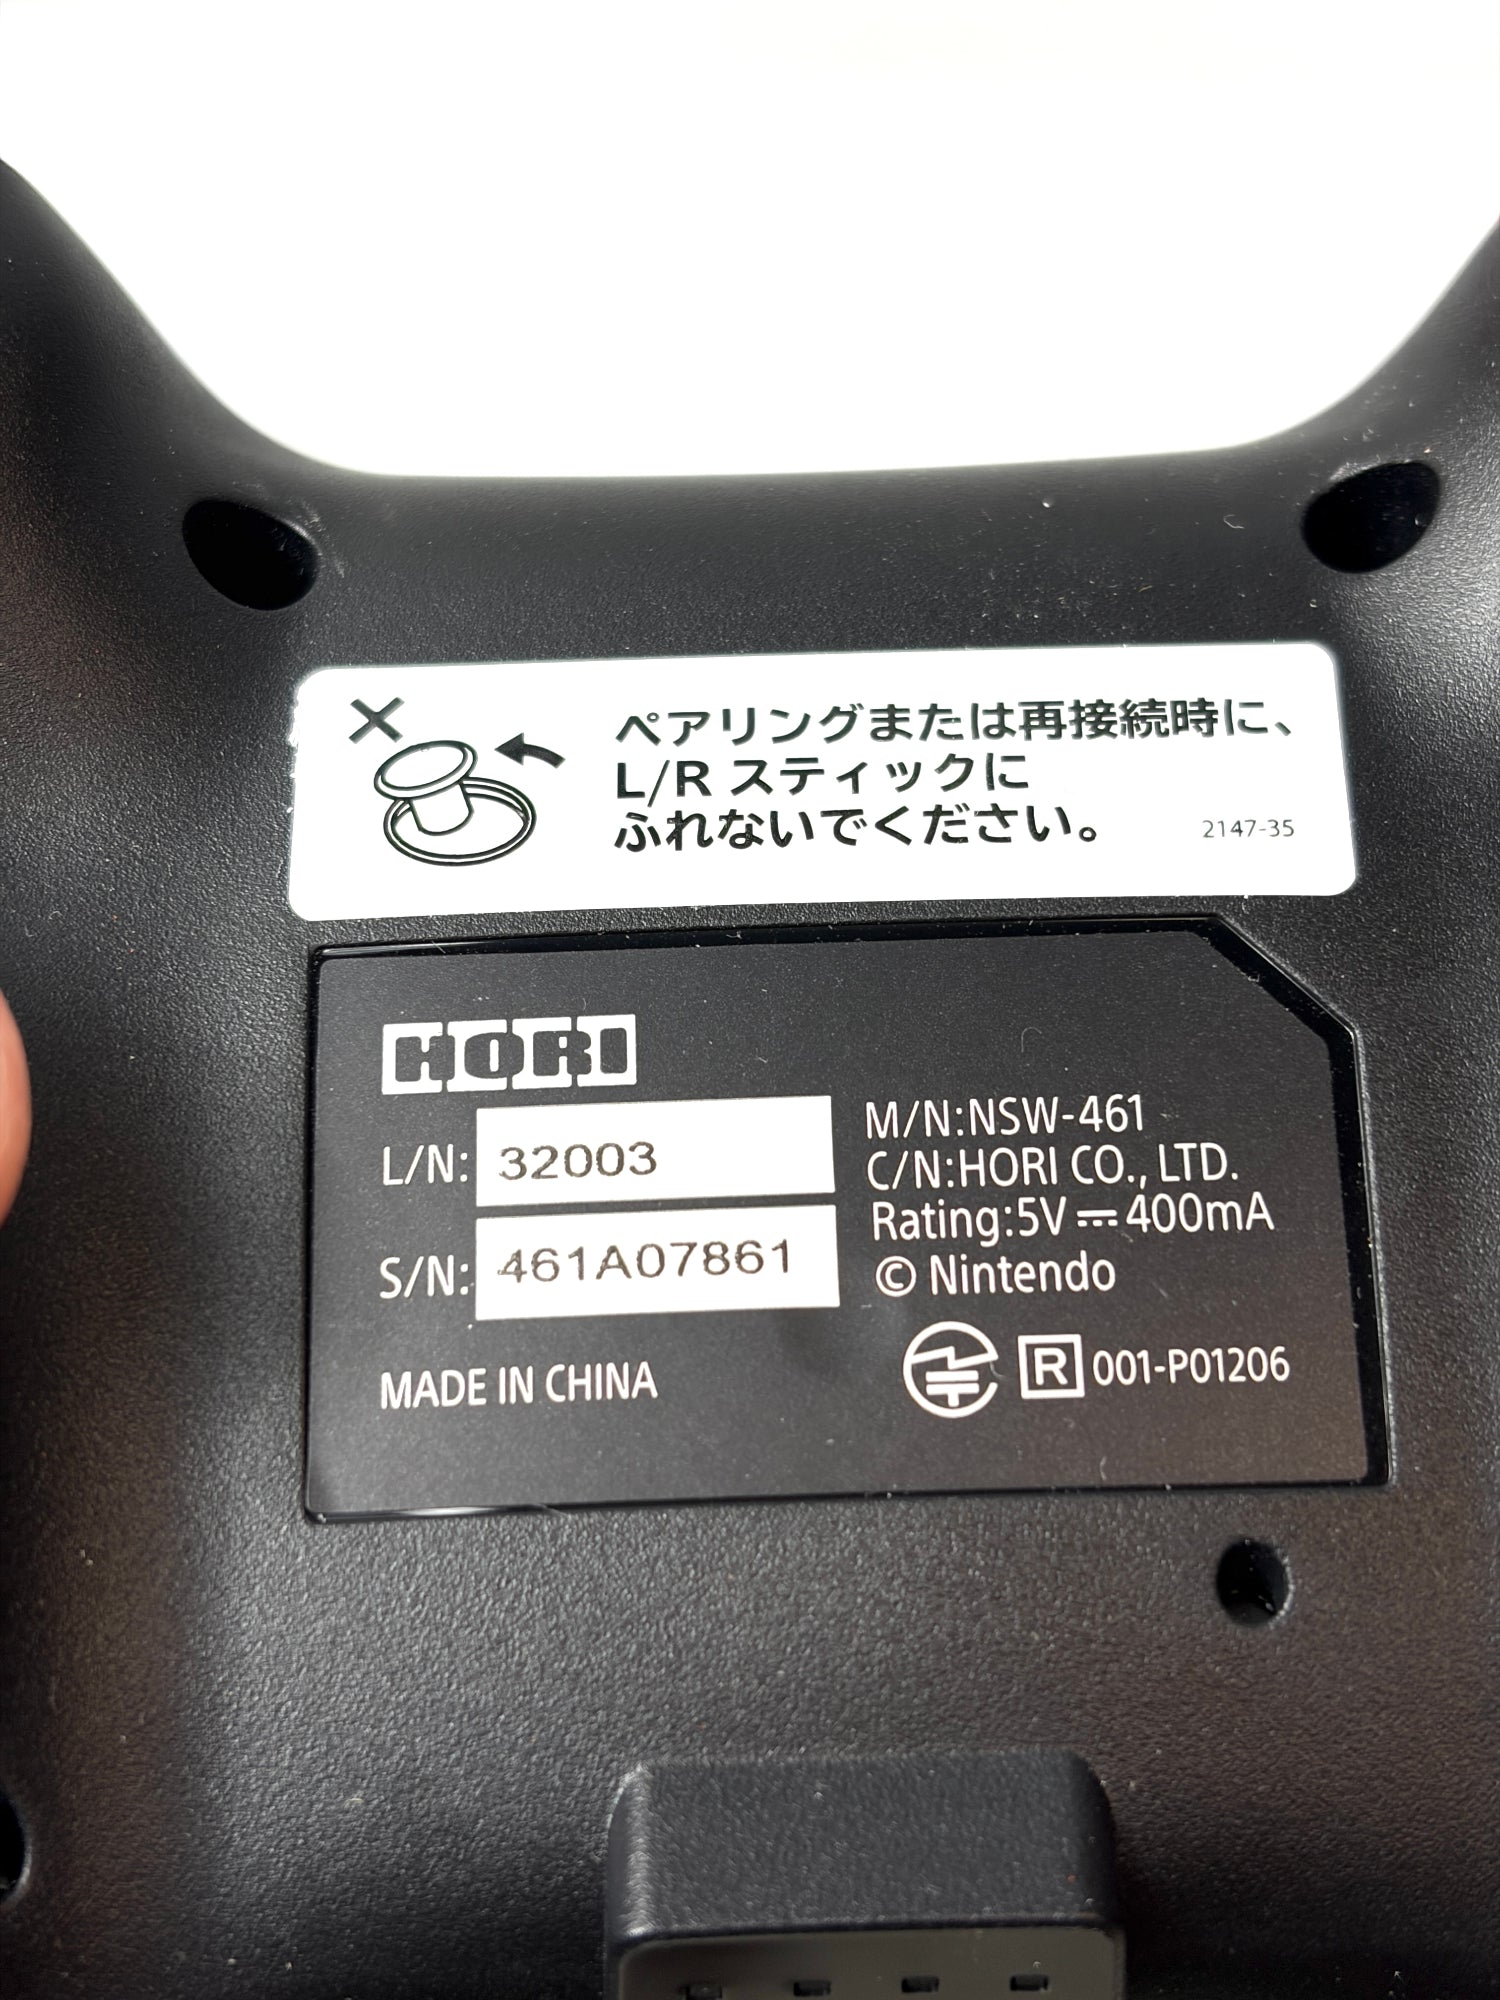 ペアリングまたは再接続時に、
L/R スティックに
ふれないでください。
2147-35
HORI
L/N: 32003
S/N: 461A07861
MADE IN CHINA
M/N:NSW-461
C/N:HORI CO., LTD.
Rating:5V⎓400mA
© Nintendo
R 001-P01206